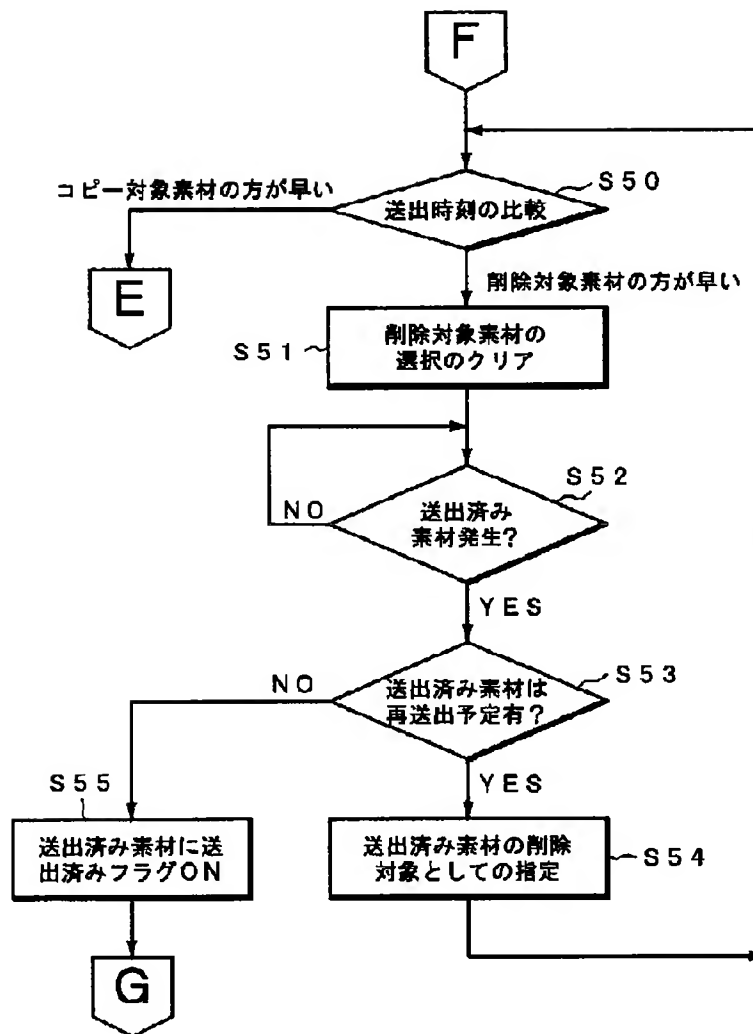 F
コピー対象素材の方が早い
送出時刻の比較
S50
E
削除対象素材の方が早い
S51
削除対象素材の
選択のクリア
S52
NO
送出済み
素材発生?
YES
NO
送出済み素材は
再送出予定有?
S53
S55
YES
送出済み素材に送
出済みフラグON
送出済み素材の削除
対象としての指定
S54
G